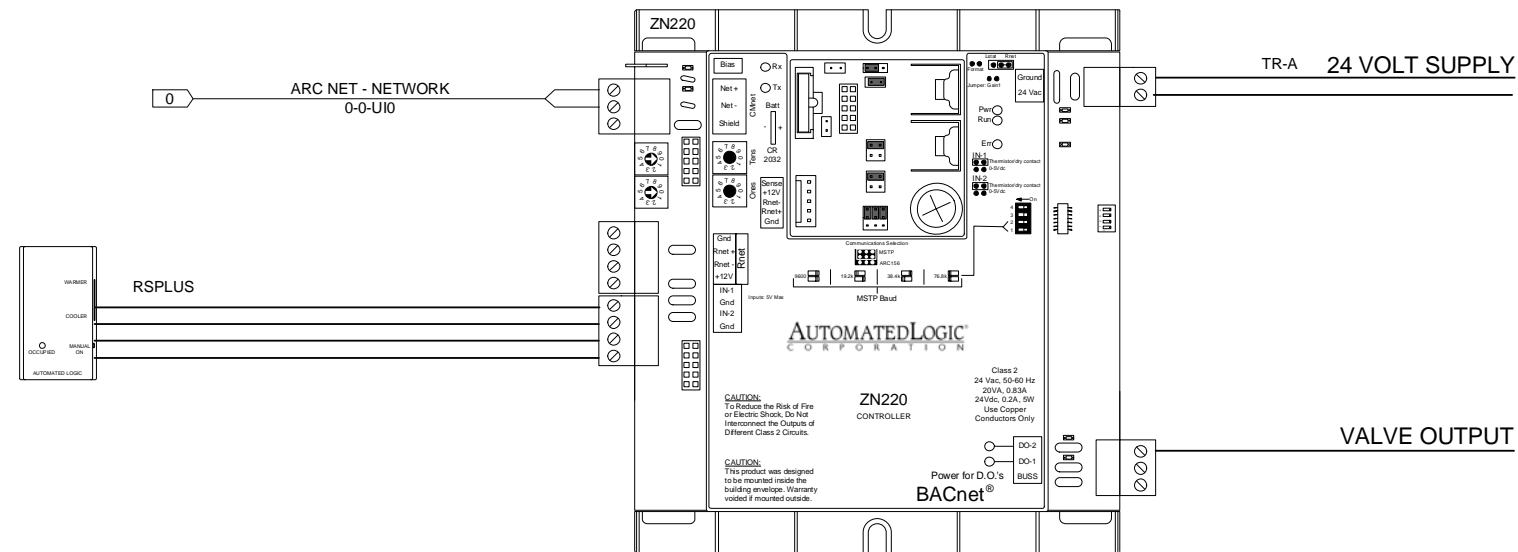 ZN220
ARC NET - NETWORK
0
0-0-UI0
TR-A
24 VOLT SUPPLY
Bias
Rx
Tx
Net +
Net -
Shield
CMnet
Batt
- +
CR
2032
Tens
Ones
Sense
+12V
Rnet-
Rnet+
Gnd
Gnd
Rnet +
Rnet -
+12V
Rnet
IN-1
Gnd
IN-2
Gnd
Inputs: 5V Max
Lstat Rnet
Format
Jumper: Gain1
Ground
24 Vac
Pwr
Run
Err
IN-1
Thermistor/dry contact
0-5Vdc
IN-2
Thermistor/dry contact
0-5Vdc
On
4
3
2
1
Communications Selection
MSTP
ARC156
9600
19.2k
38.4k
76.8k
MSTP Baud
AUTOMATEDLOGIC®
CORPORATION
RSPLUS
WARMER
COOLER
OCCUPIED
MANUAL
ON
AUTOMATED LOGIC
CAUTION:
To Reduce the Risk of Fire
or Electric Shock, Do Not
Interconnect the Outputs of
Different Class 2 Circuits.
ZN220
CONTROLLER
Class 2
24 Vac, 50-60 Hz
20VA, 0.83A
24Vdc, 0.2A, 5W
Use Copper
Conductors Only
CAUTION:
This product was designed
to be mounted inside the
building envelope. Warranty
voided if mounted outside.
DO-2
DO-1
BUSS
Power for D.O.'s
BACnet®
VALVE OUTPUT